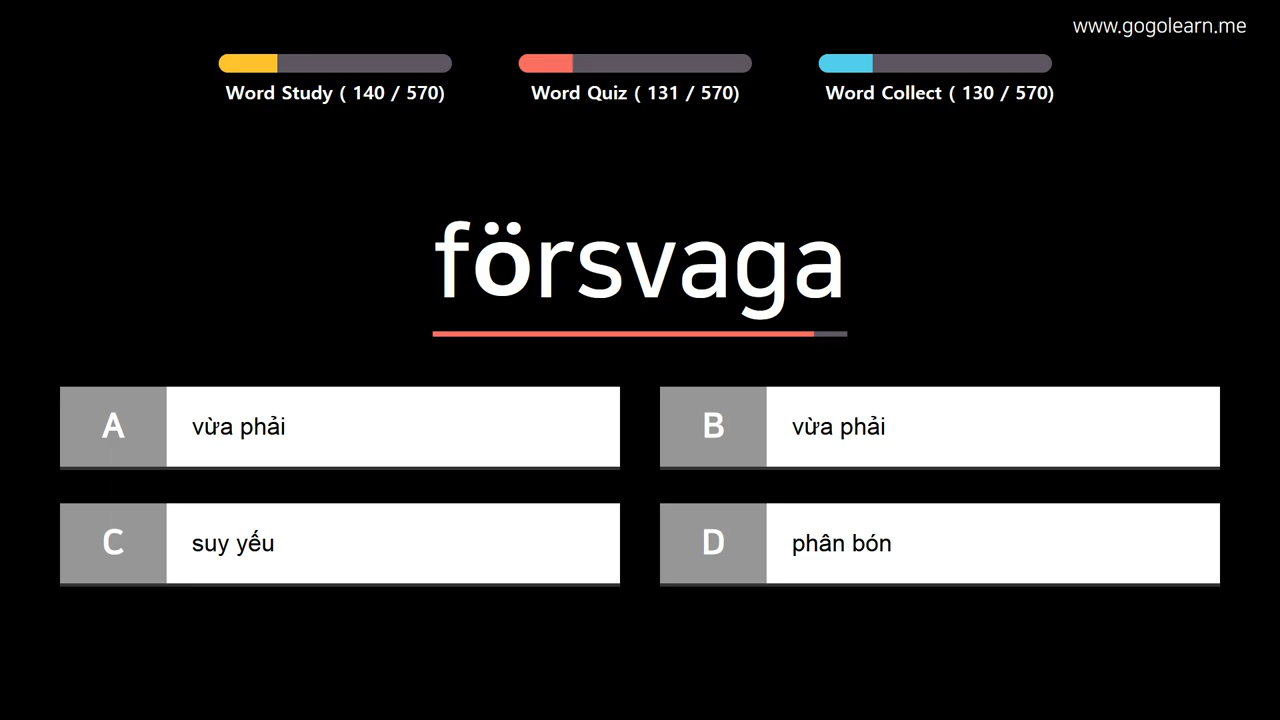 www.gogolearn.me
Word Study ( 140 / 570)
Word Quiz ( 131 / 570)
Word Collect ( 130 / 570)
försvaga
A vừa phải
B vừa phải
C suy yếu
D phân bón